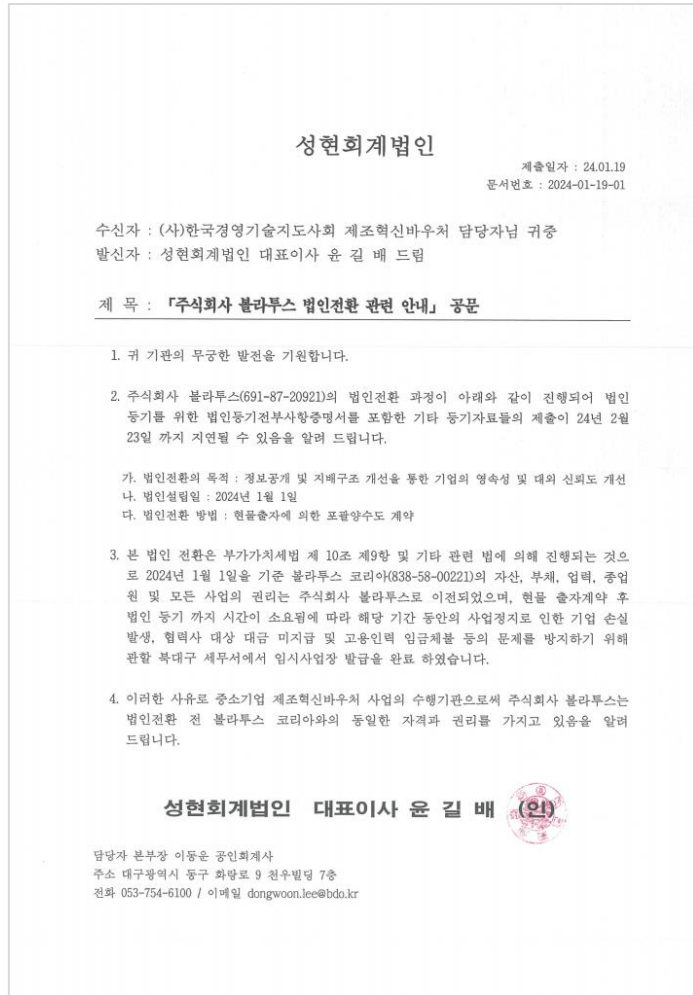 성현회계법인
제출일자 : 24.01.19
문서번호 : 2024-01-19-01
수신자 : (사)한국경영기술지도사회 제조혁신바우처 담당자님 귀중
발신자 : 성현회계법인 대표이사 윤 길 배 드림
제 목 : 「주식회사 볼라투스 법인전환 관련 안내」 공문
1. 귀 기관의 무궁한 발전을 기원합니다.
2. 주식회사 볼라투스(691-87-20921)의 법인전환 과정이 아래와 같이 진행되어 법인
등기를 위한 법인등기전부사항증명서를 포함한 기타 등기자료들의 제출이 24년 2월
23일 까지 지연될 수 있음을 알려 드립니다.
가. 법인전환의 목적 : 정보공개 및 지배구조 개선을 통한 기업의 영속성 및 대외 신뢰도 개선
나. 법인설립일 : 2024년 1월 1일
다. 법인전환 방법 : 현물출자에 의한 포괄양수도 계약
3. 본 법인 전환은 부가가치세법 제 10조 제9항 및 기타 관련 법에 의해 진행되는 것으
로 2024년 1월 1일을 기준 볼라투스 코리아(838-58-00221)의 자산, 부채, 업력, 종업
원 및 모든 사업의 권리는 주식회사 볼라투스로 이전되었으며, 현물 출자계약 후
법인 등기 까지 시간이 소요됨에 따라 해당 기간 동안의 사업정지로 인한 기업 손실
발생, 협력사 대상 대금 미지급 및 고용인력 임금체불 등의 문제를 방지하기 위해
관할 북대구 세무서에서 임시사업장 발급을 완료 하였습니다.
4. 이러한 사유로 중소기업 제조혁신바우처 사업의 수행기관으로써 주식회사 볼라투스는
법인전환 전 볼라투스 코리아와의 동일한 자격과 권리를 가지고 있음을 알려
드립니다.
성현회계법인 대표이사 윤 길 배 (인)
담당자 본부장 이동운 공인회계사
주소 대구광역시 동구 화랑로 9 천우빌딩 7층
전화 053-754-6100 / 이메일 dongwoon.lee@bdo.kr